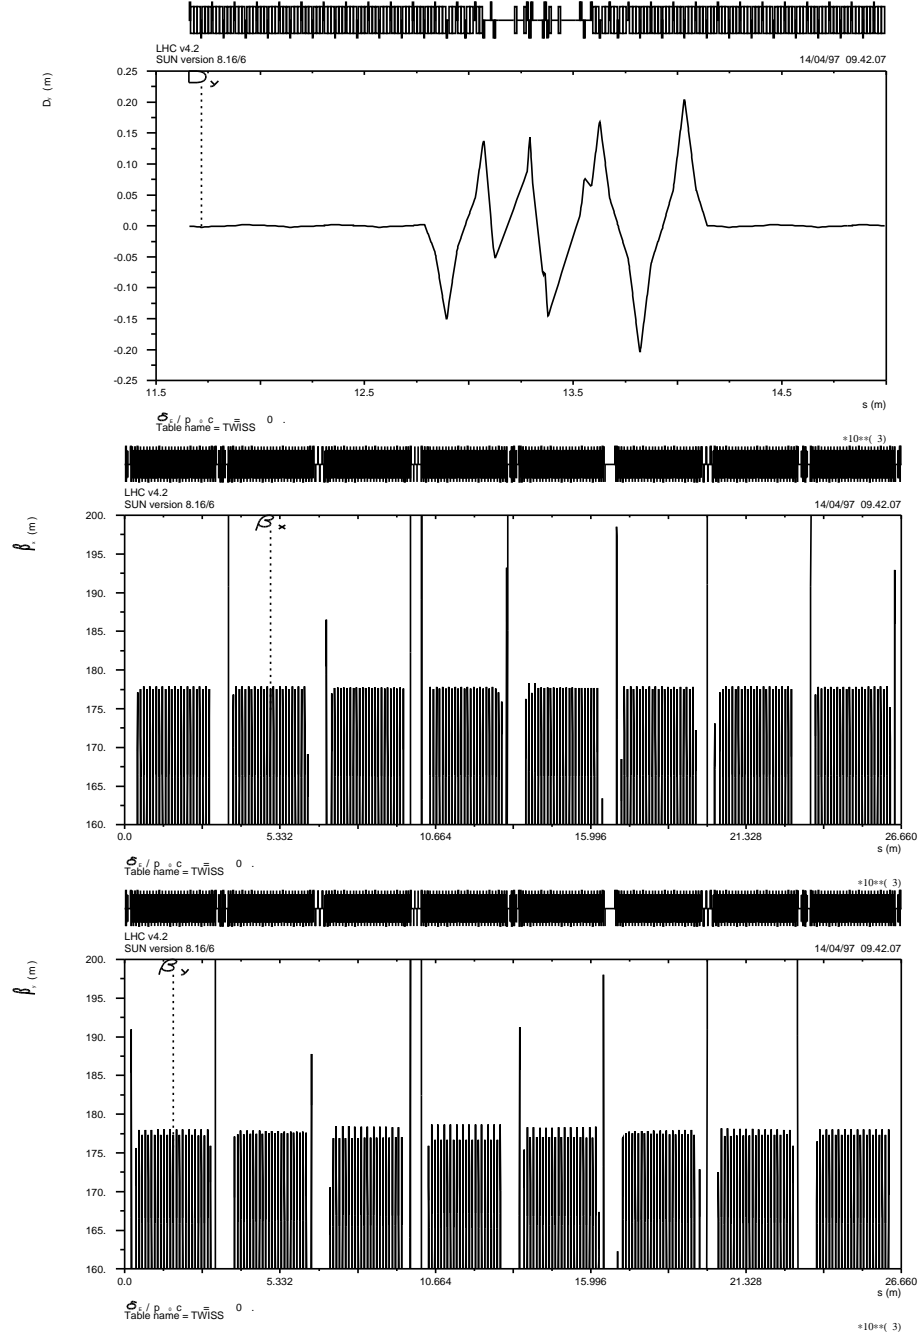 LHC v4.2
SUN version 8.16/6 14/04/97 09.42.07
D (m)
D y
0.25
0.20
0.15
0.10
0.05
0.0
-0.05
-0.10
-0.15
-0.20
-0.25
11.5 12.5 13.5 14.5
s (m)
δ / p 0 c = 0 .
Table name = TWISS
*10**( 3)
LHC v4.2
SUN version 8.16/6 14/04/97 09.42.07
β (m)
β x
200.
195.
190.
185.
180.
175.
170.
165.
160.
0.0 5.332 10.664 15.996 21.328 26.660
s (m)
δ / p 0 c = 0 .
Table name = TWISS
*10**( 3)
LHC v4.2
SUN version 8.16/6 14/04/97 09.42.07
β (m)
β y
200.
195.
190.
185.
180.
175.
170.
165.
160.
0.0 5.332 10.664 15.996 21.328 26.660
s (m)
δ / p 0 c = 0 .
Table name = TWISS
*10**( 3)